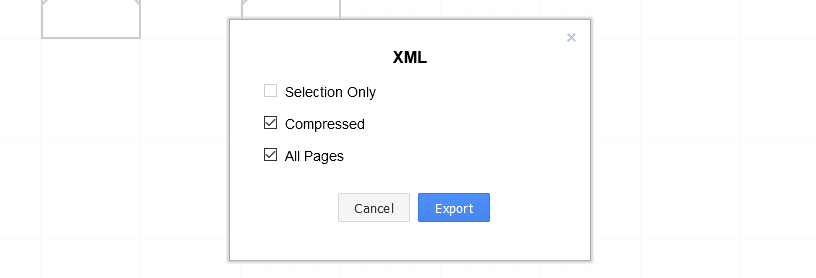 XML
Selection Only
Compressed
All Pages
Cancel Export